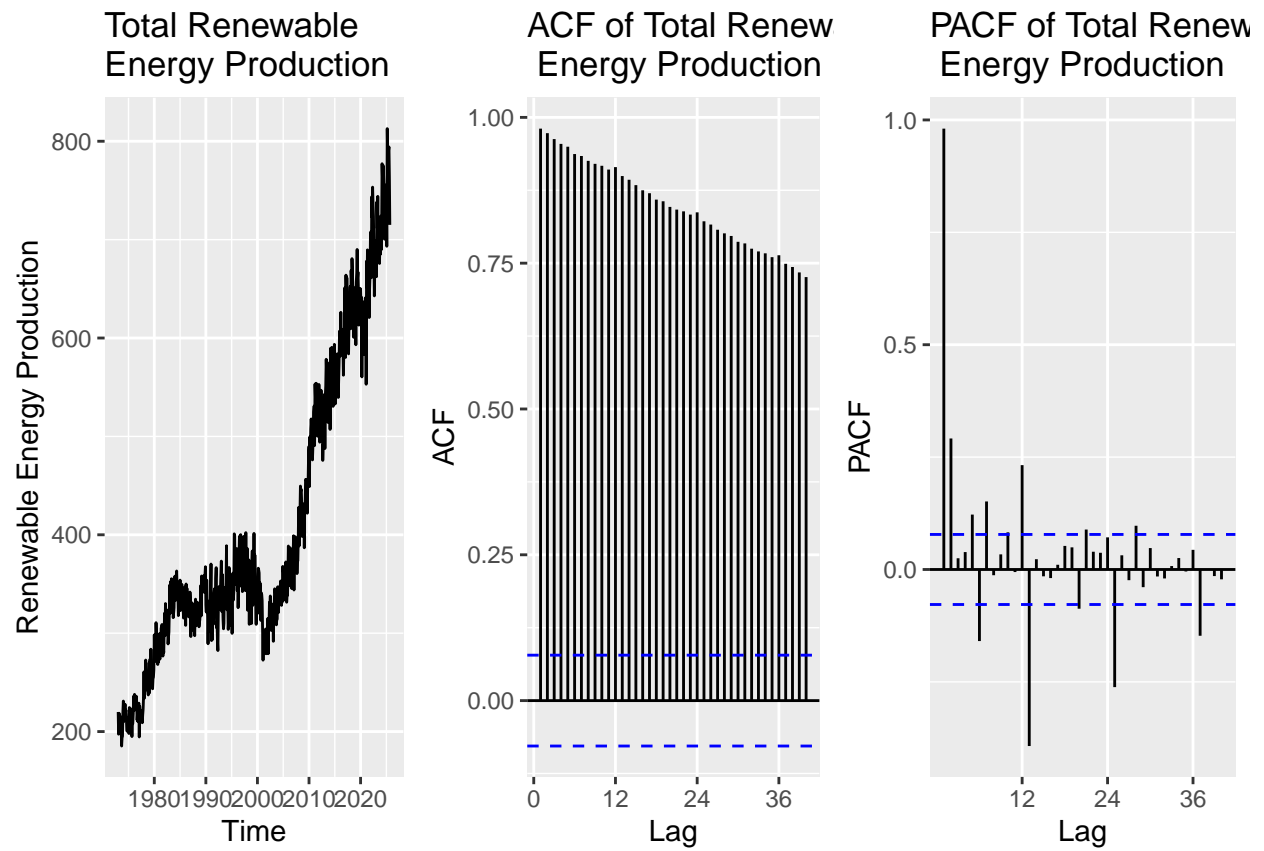 Total Renewable
Energy Production
Renewable Energy Production
800
600
400
200
1980 1990 2000 2010 2020
Time
ACF of Total Renew
Energy Production
ACF
1.00
0.75
0.50
0.25
0.00
0 12 24 36
Lag
PACF of Total Renew
Energy Production
PACF
1.0
0.5
0.0
12 24 36
Lag